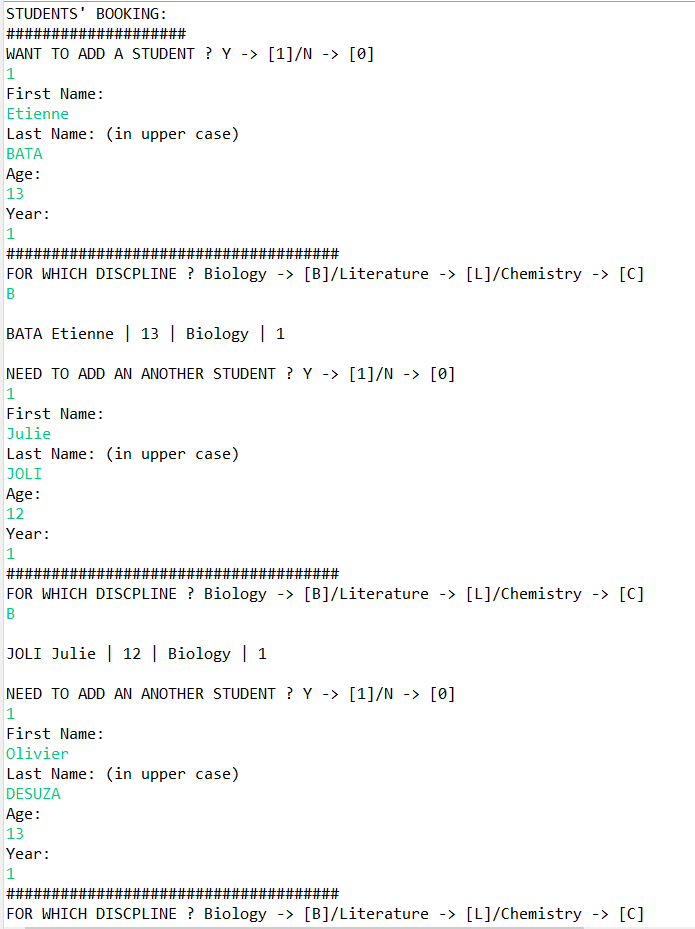 STUDENTS' BOOKING:
####################
WANT TO ADD A STUDENT ? Y -> [1]/N -> [0]
1
First Name:
Etienne
Last Name: (in upper case)
BATA
Age:
13
Year:
1
#####################################
FOR WHICH DISCPLINE ? Biology -> [B]/Literature -> [L]/Chemistry -> [C]
B
BATA Etienne | 13 | Biology | 1
NEED TO ADD AN ANOTHER STUDENT ? Y -> [1]/N -> [0]
1
First Name:
Julie
Last Name: (in upper case)
JOLI
Age:
12
Year:
1
#####################################
FOR WHICH DISCPLINE ? Biology -> [B]/Literature -> [L]/Chemistry -> [C]
B
JOLI Julie | 12 | Biology | 1
NEED TO ADD AN ANOTHER STUDENT ? Y -> [1]/N -> [0]
1
First Name:
Olivier
Last Name: (in upper case)
DESUZA
Age:
13
Year:
1
#####################################
FOR WHICH DISCPLINE ? Biology -> [B]/Literature -> [L]/Chemistry -> [C]